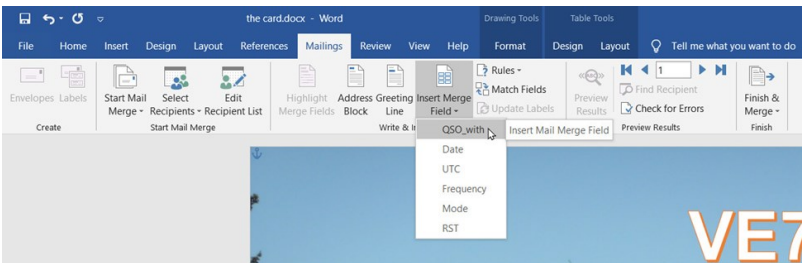 the card.docx - Word Drawing Tools Table Tools
File Home Insert Design Layout References Mailings Review View Help Format Design Layout Tell me what you want to do
Envelopes Labels Start Mail Merge Select Recipients Edit Recipient List Highlight Merge Fields Address Block Greeting Line Insert Merge Field Rules Match Fields Update Labels Preview Results ABC 1 Find Recipient Check for Errors Finish & Merge
Create Start Mail Merge Write & I Preview Results Finish
QSO_with Insert Mail Merge Field
Date
UTC
Frequency
Mode
RST
VE7